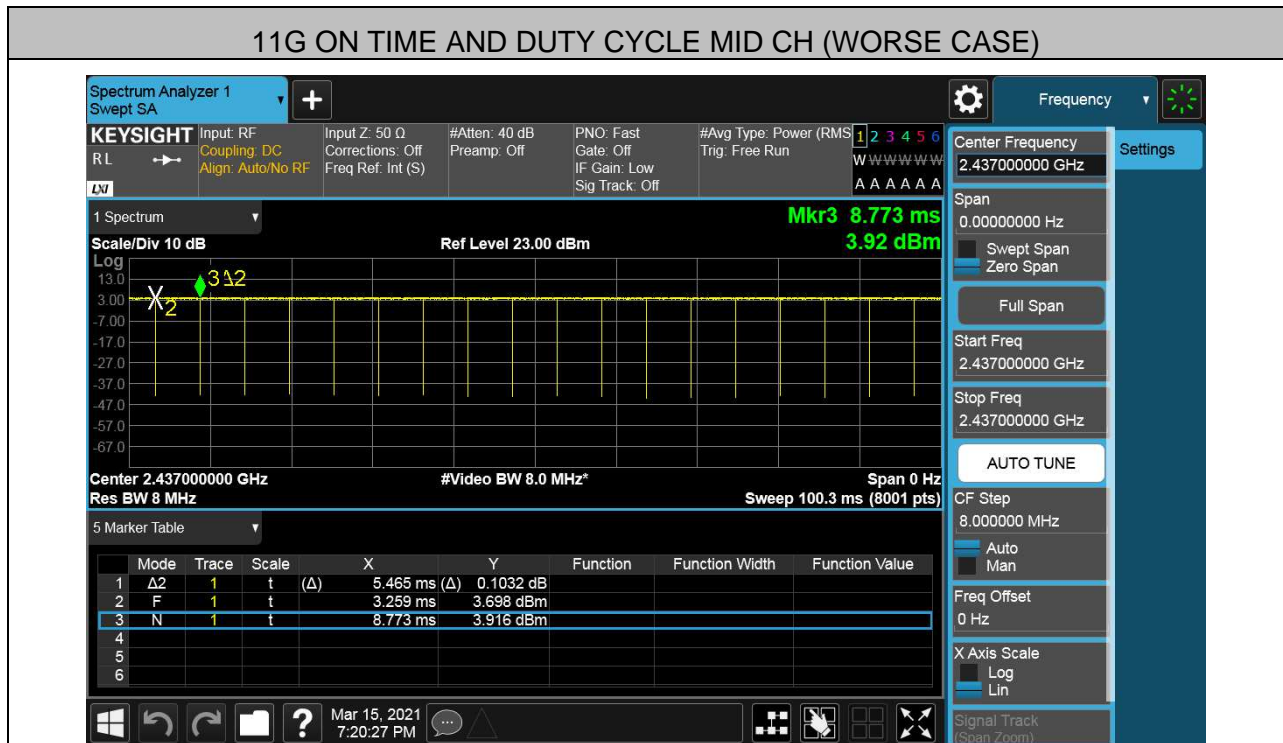 11G ON TIME AND DUTY CYCLE MID CH (WORSE CASE)
Spectrum Analyzer 1
Swept SA
+
Frequency
KEYSIGHT
RL
LXI
Input: RF
Coupling: DC
Align: Auto/No RF
Input Z: 50 Ω
Corrections: Off
Freq Ref: Int (S)
#Atten: 40 dB
Preamp: Off
PNO: Fast
Gate: Off
IF Gain: Low
Sig Track: Off
#Avg Type: Power (RMS
Trig: Free Run
1 2 3 4 5 6
W W W W W W
A A A A A A
1 Spectrum
Mkr3 8.773 ms
3.92 dBm
Scale/Div 10 dB
Ref Level 23.00 dBm
Log
13.0
3.00
-7.00
-17.0
-27.0
-37.0
-47.0
-57.0
-67.0
3 1Δ2
X2
Center 2.437000000 GHz
#Video BW 8.0 MHz*
Span 0 Hz
Res BW 8 MHz
Sweep 100.3 ms (8001 pts)
5 Marker Table
Mode Trace Scale X Y Function Function Width Function Value
1 Δ2 1 t (Δ) 5.465 ms (Δ) 0.1032 dB
2 F 1 t 3.259 ms 3.698 dBm
3 N 1 t 8.773 ms 3.916 dBm
4
5
6
?
Mar 15, 2021
7:20:27 PM
Center Frequency
2.437000000 GHz
Settings
Span
0.00000000 Hz
Swept Span
Zero Span
Full Span
Start Freq
2.437000000 GHz
Stop Freq
2.437000000 GHz
AUTO TUNE
CF Step
8.000000 MHz
Auto
Man
Freq Offset
0 Hz
X Axis Scale
Log
Lin
Signal Track
(Span Zoom)